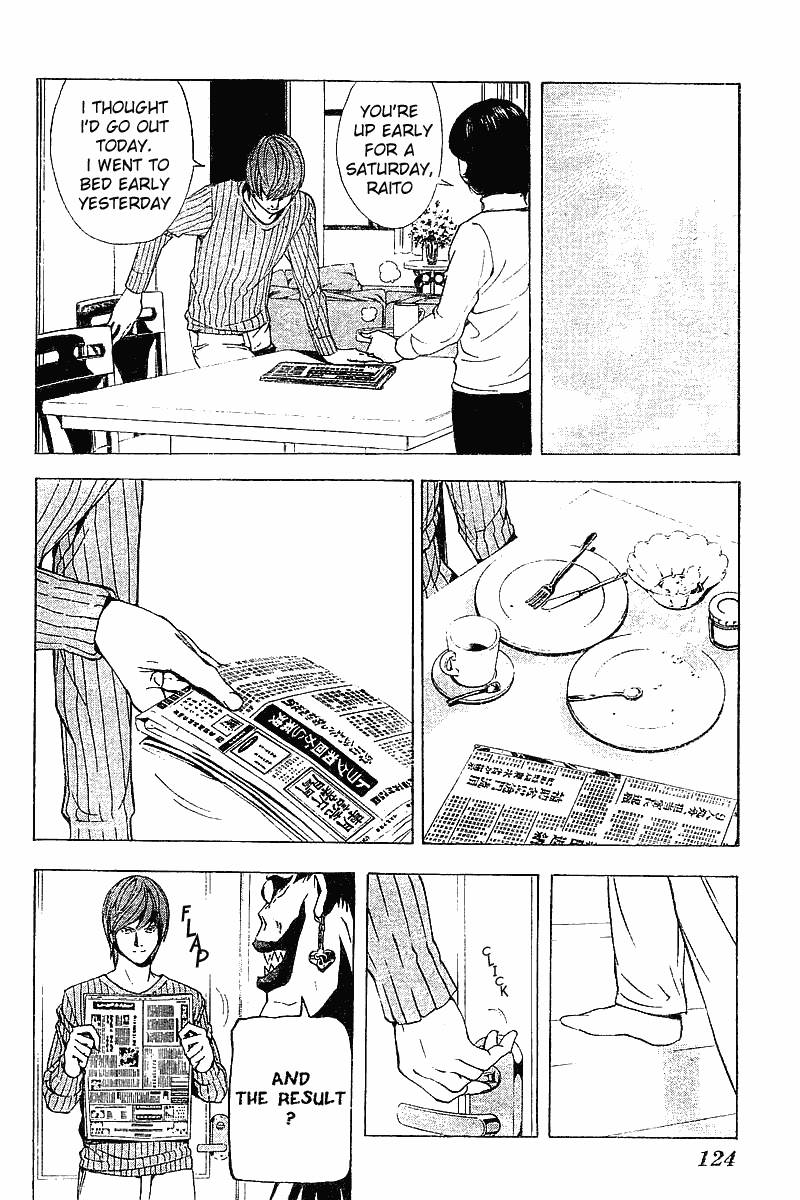 YOU'RE
UP EARLY
FOR A
SATURDAY,
RAITO
I THOUGHT
I'D GO OUT
TODAY.
I WENT TO
BED EARLY
YESTERDAY
CLICK
FLAP
AND
THE RESULT
?
124